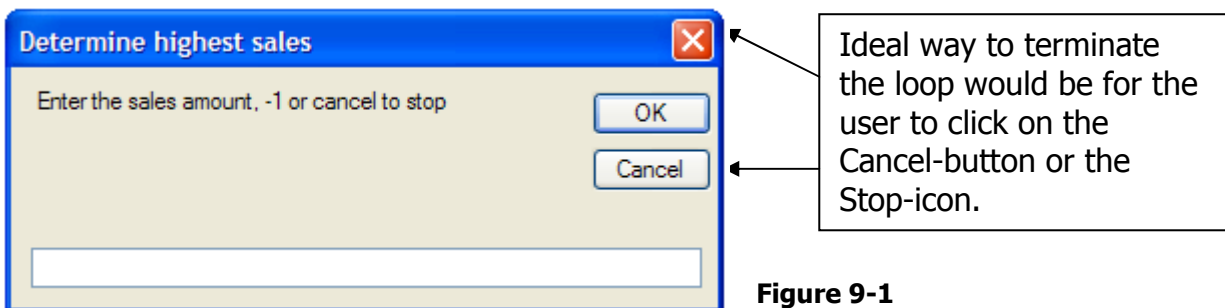 Determine highest sales
Enter the sales amount, -1 or cancel to stop
OK
Cancel
Ideal way to terminate
the loop would be for the
user to click on the
Cancel-button or the
Stop-icon.
Figure 9-1